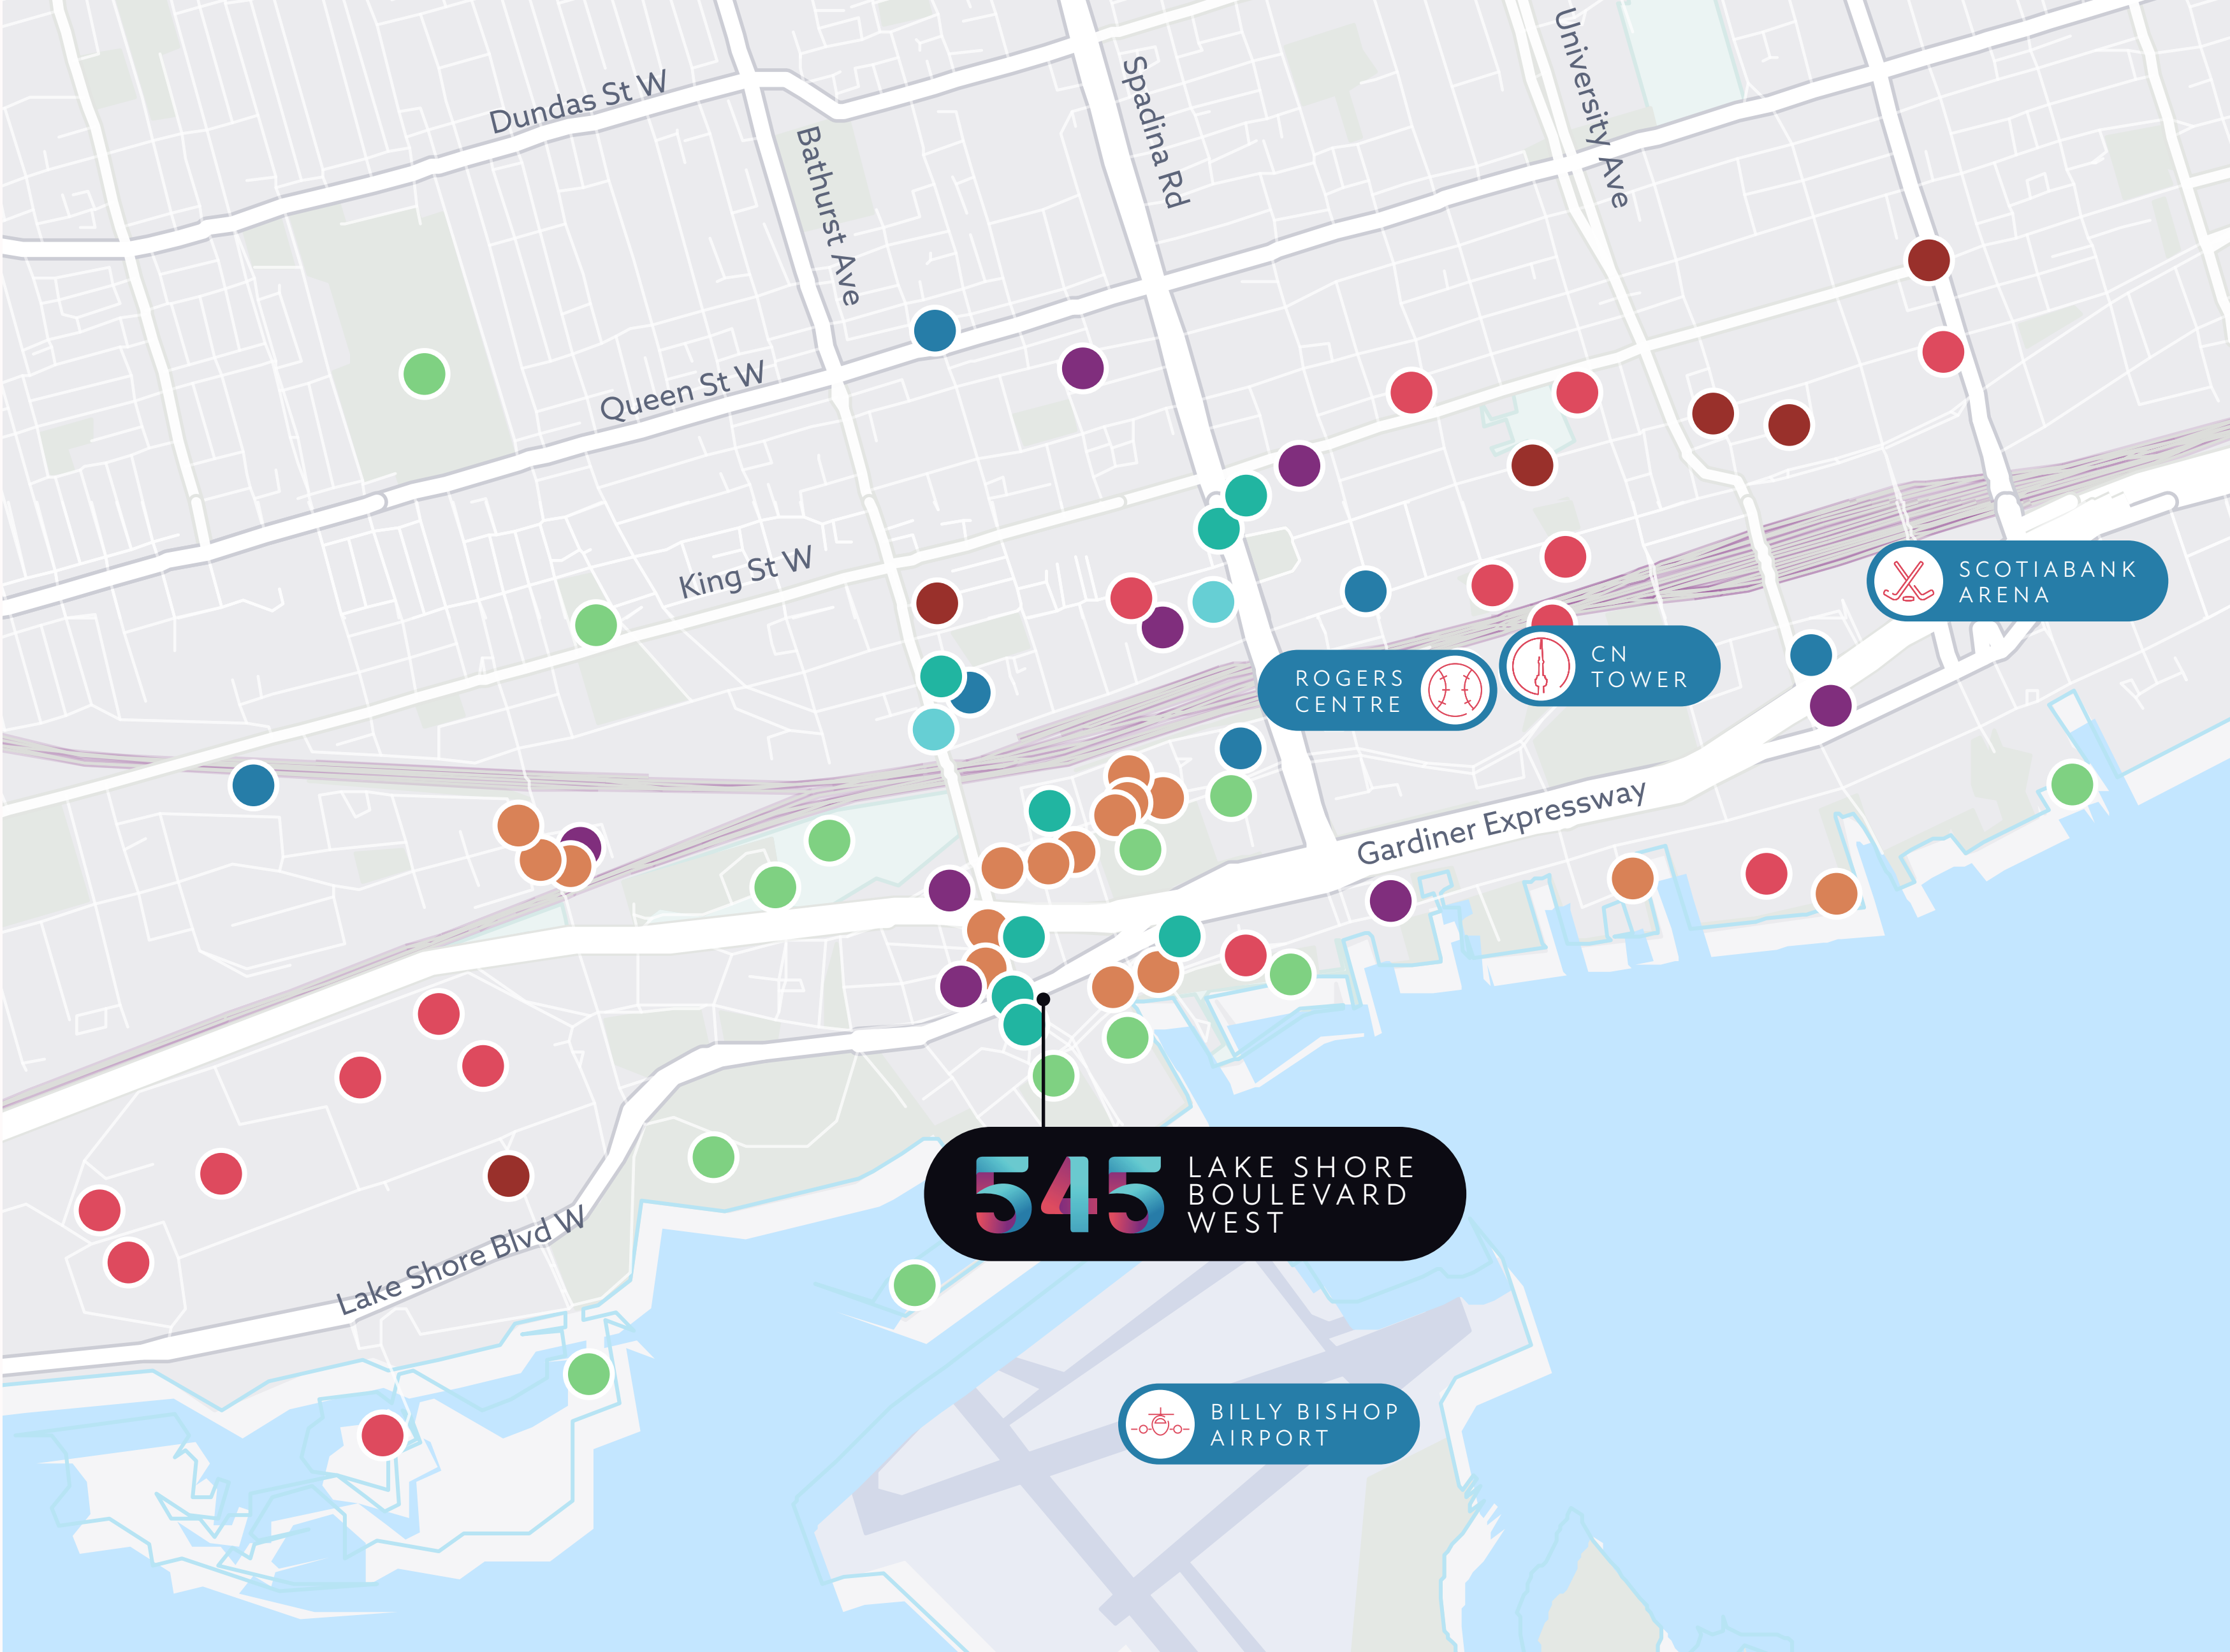 Dundas St W
Bathurst Ave
Spadina Rd
University Ave
Queen St W
King St W
SCOTIABANK
ARENA
CN
TOWER
ROGERS
CENTRE
Gardiner Expressway
545
LAKE SHORE
BOULEVARD
WEST
Lake Shore Blvd W
BILLY BISHOP
AIRPORT